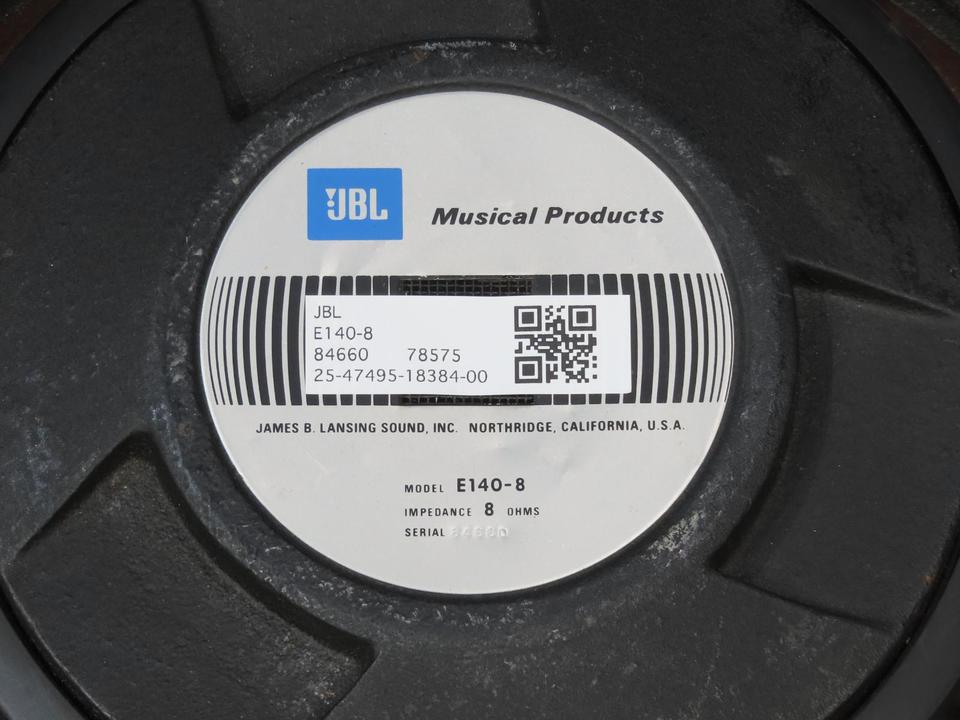 JBL
Musical Products
JBL
E140-8
84660 78575
25-47495-18384-00
JAMES B. LANSING SOUND, INC. NORTHRIDGE, CALIFORNIA, U.S.A.
MODEL E140-8
IMPEDANCE 8 OHMS
SERIAL